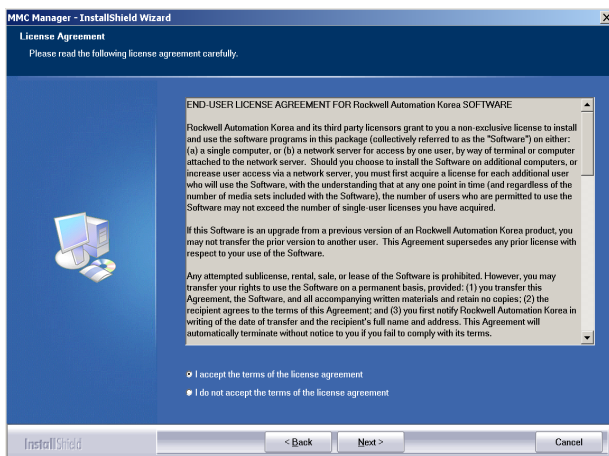 MMC Manager - InstallShield Wizard
License Agreement
Please read the following license agreement carefully.
END-USER LICENSE AGREEMENT FOR Rockwell Automation Korea SOFTWARE
Rockwell Automation Korea and its third party licensors grant to you a non-exclusive license to install
and use the software programs in this package (collectively referred to as the "Software") on either:
(a) a single computer, or (b) a network server for access by one user, by way of terminal or computer
attached to the network server.  Should you choose to install the Software on additional computers, or
increase user access via a network server, you must first acquire a license for each additional user
who will use the Software, with the understanding that at any one point in time (and regardless of the
number of media sets included with the Software), the number of users who are permitted to use the
Software may not exceed the number of single-user licenses you have acquired.
If this Software is an upgrade from a previous version of an Rockwell Automation Korea product, you
may not transfer the prior version to another user.  This Agreement supersedes any prior license with
respect to your use of the Software.
Any attempted sublicense, rental, sale, or lease of the Software is prohibited. However, you may
transfer your rights to use the Software on a permanent basis, provided: (1) you transfer this
Agreement, the Software, and all accompanying written materials and retain no copies; (2) the
recipient agrees to the terms of this Agreement; and (3) you first notify Rockwell Automation Korea in
writing of the date of transfer and the recipient's full name and address. This Agreement will
automatically terminate without notice to you if you fail to comply with its terms.
I accept the terms of the license agreement
I do not accept the terms of the license agreement
InstallShield
< Back
Next >
Cancel